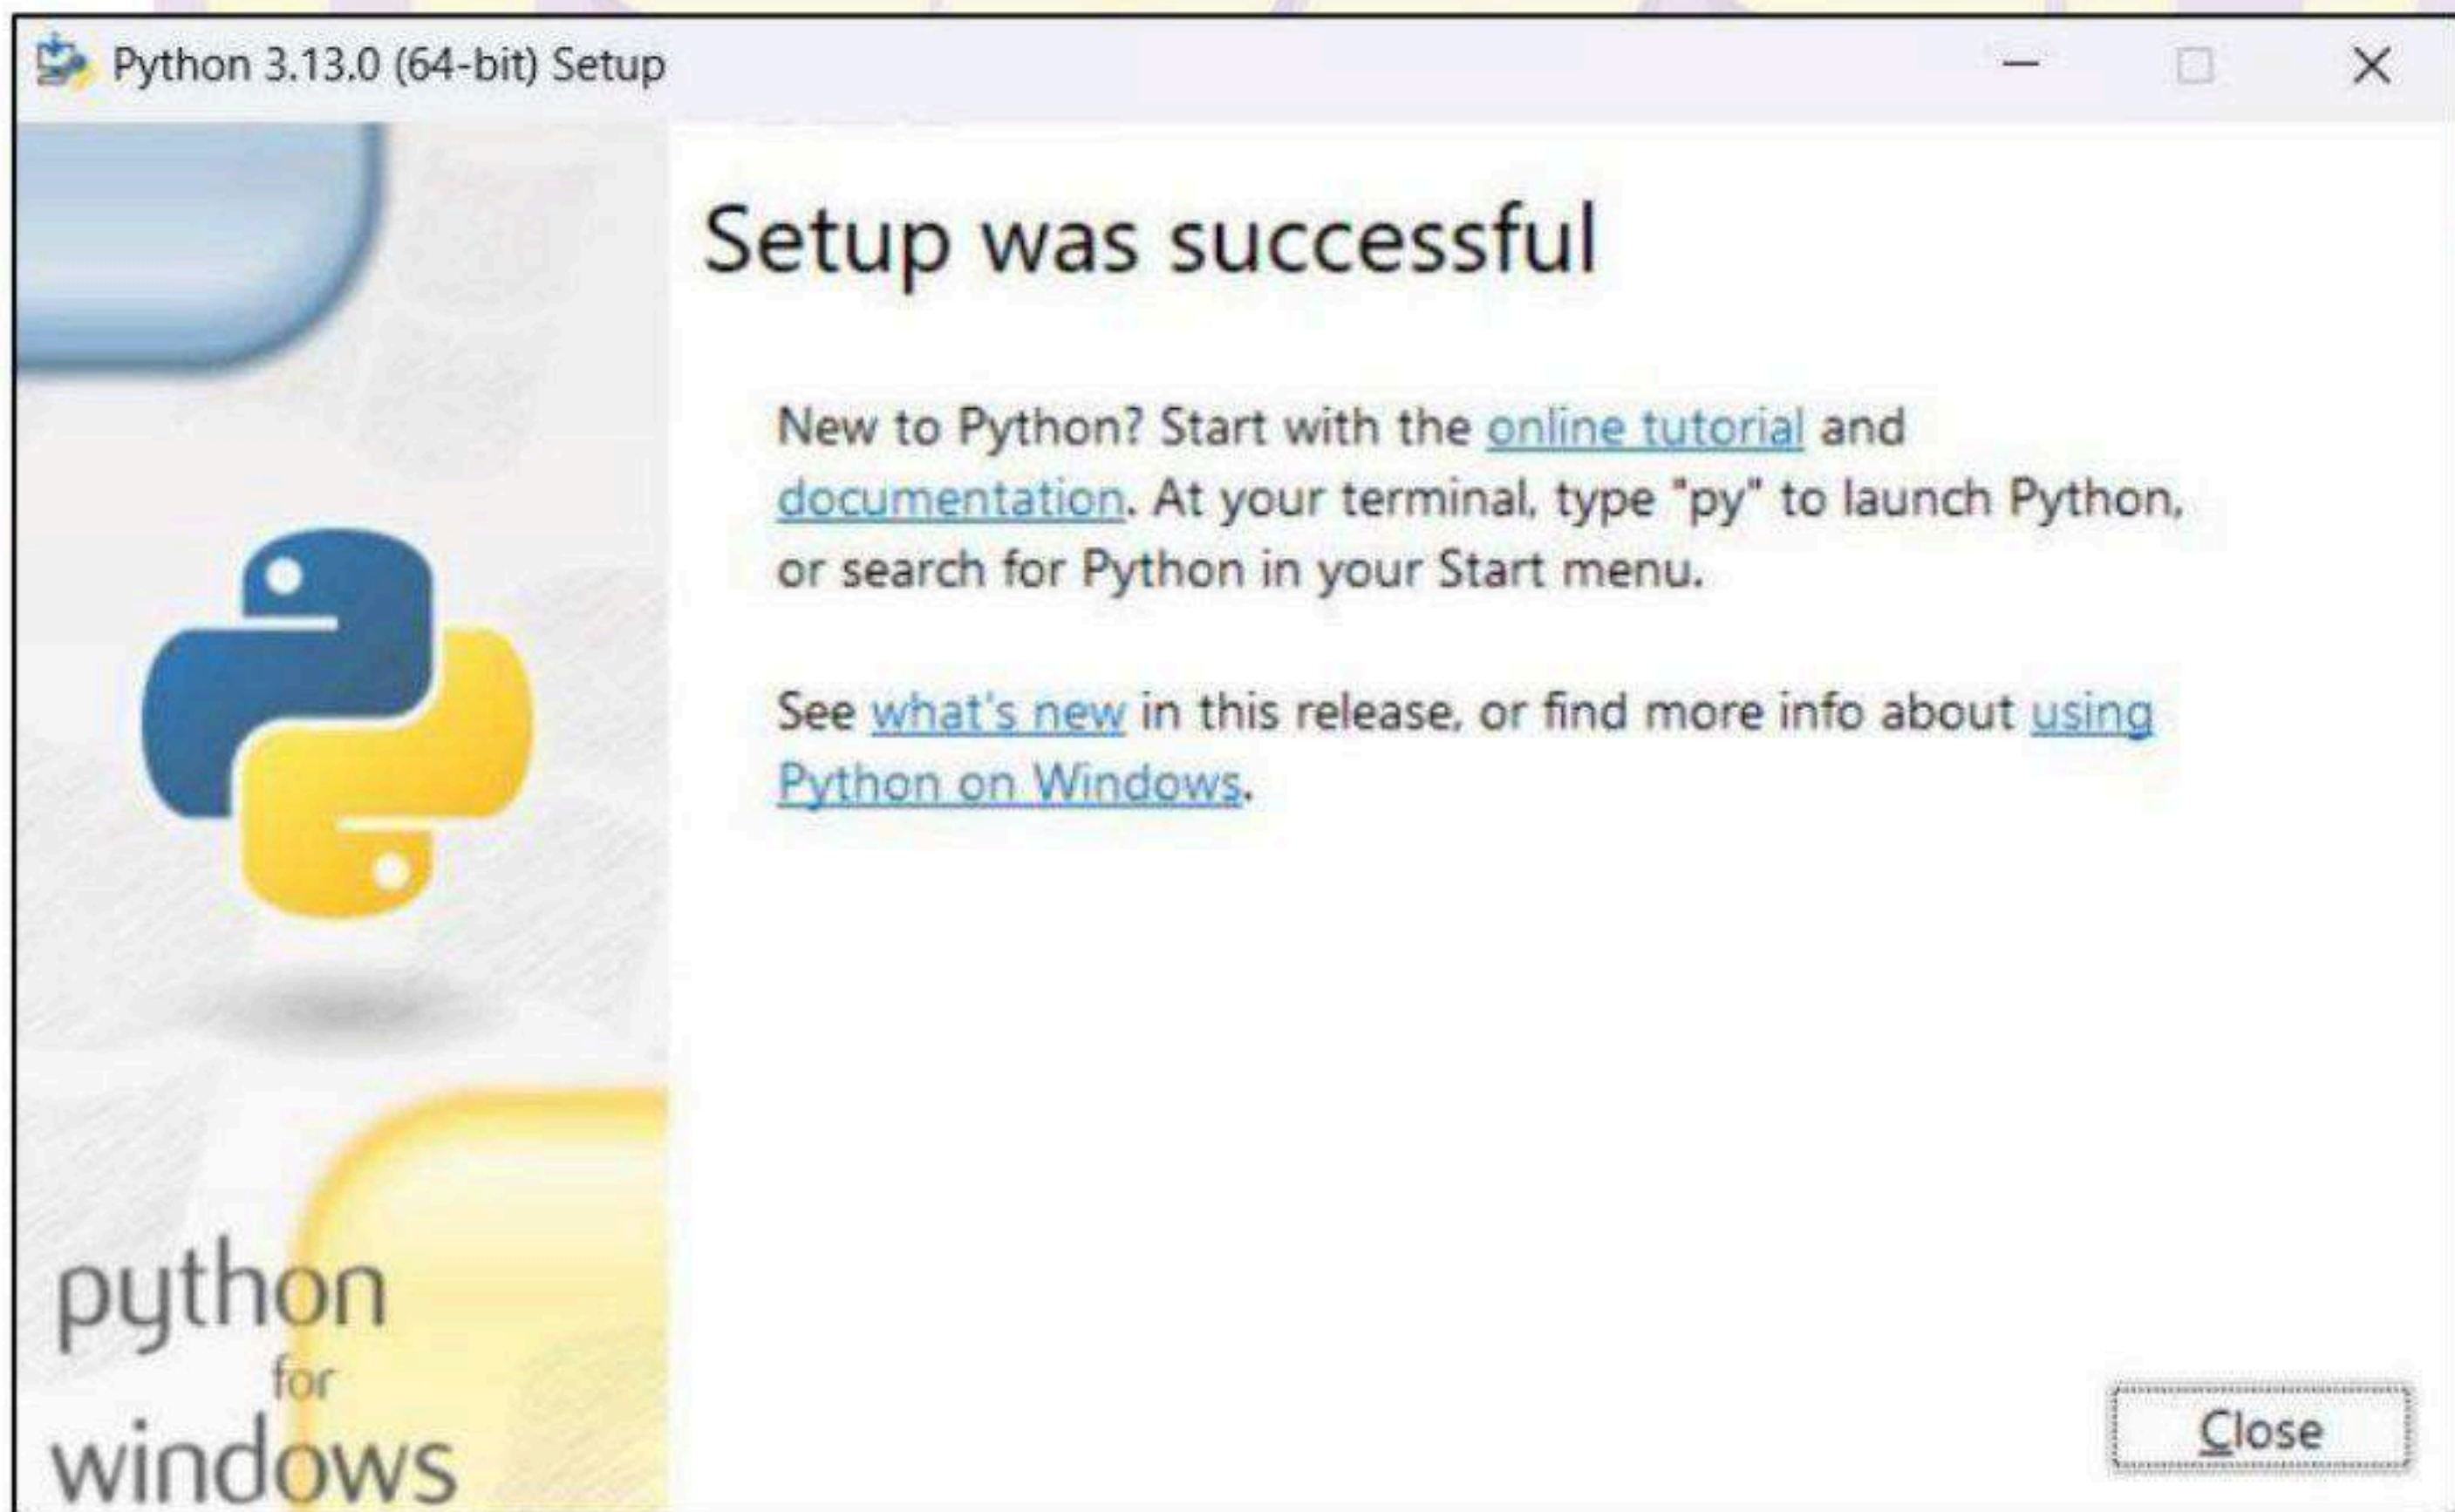 Python 3.13.0 (64-bit) Setup
Setup was successful
New to Python? Start with the online tutorial and
documentation. At your terminal, type "py" to launch Python,
or search for Python in your Start menu.
See what's new in this release, or find more info about using
Python on Windows.
python
for
windows
Close